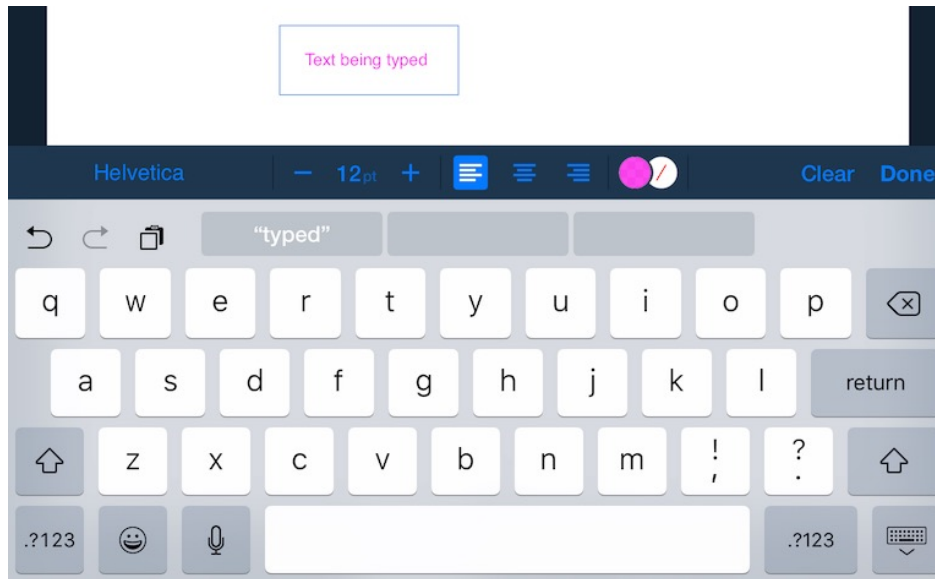 Text being typed
Helvetica − 12pt + Clear Done
“typed”
q w e r t y u i o p
a s d f g h j k l return
z x c v b n m ! , ? .
.?123 .?123